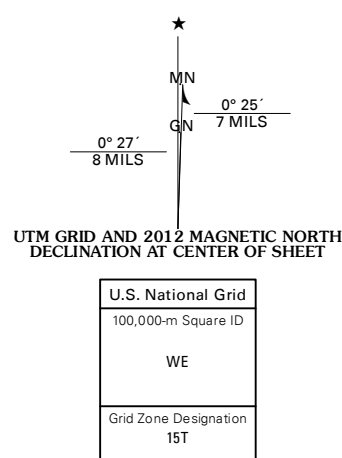 ★
MN
0° 25´
7 MILS
GN
0° 27´
8 MILS
UTM GRID AND 2012 MAGNETIC NORTH
DECLINATION AT CENTER OF SHEET
U.S. National Grid
100,000-m Square ID
WE
Grid Zone Designation
15T